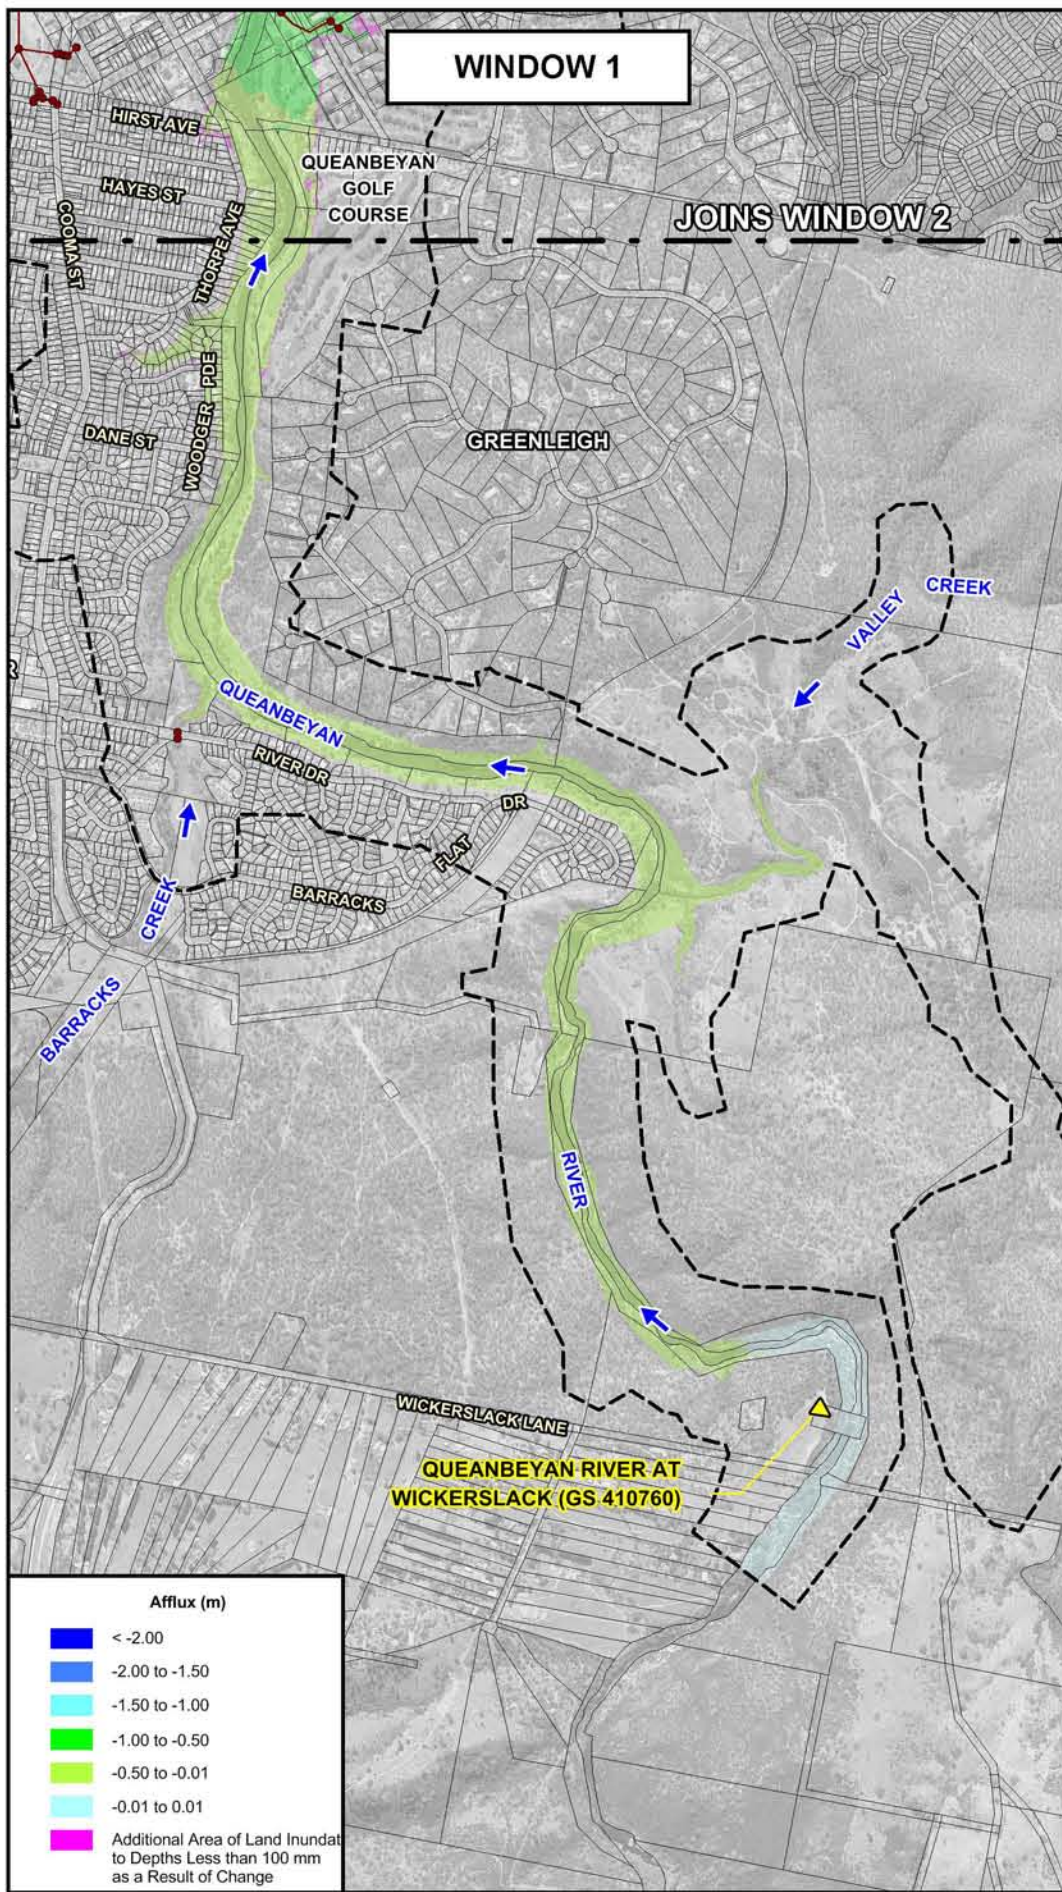 WINDOW 1
HIRST AVE
QUEANBEYAN
GOLF
COURSE
HAYES ST
COOMA ST
THORPE AVE
JOINS WINDOW 2
WOODGER PDE
DANE ST
GREENLEIGH
VALLEY CREEK
QUEANBEYAN
RIVER DR
DR
FLAT
BARRACKS
CREEK
BARRACKS
RIVER
WICKERSLACK LANE
QUEANBEYAN RIVER AT
WICKERSLACK (GS 410760)
Afflux (m)
< -2.00
-2.00 to -1.50
-1.50 to -1.00
-1.00 to -0.50
-0.50 to -0.01
-0.01 to 0.01
Additional Area of Land Inundat
to Depths Less than 100 mm
as a Result of Change